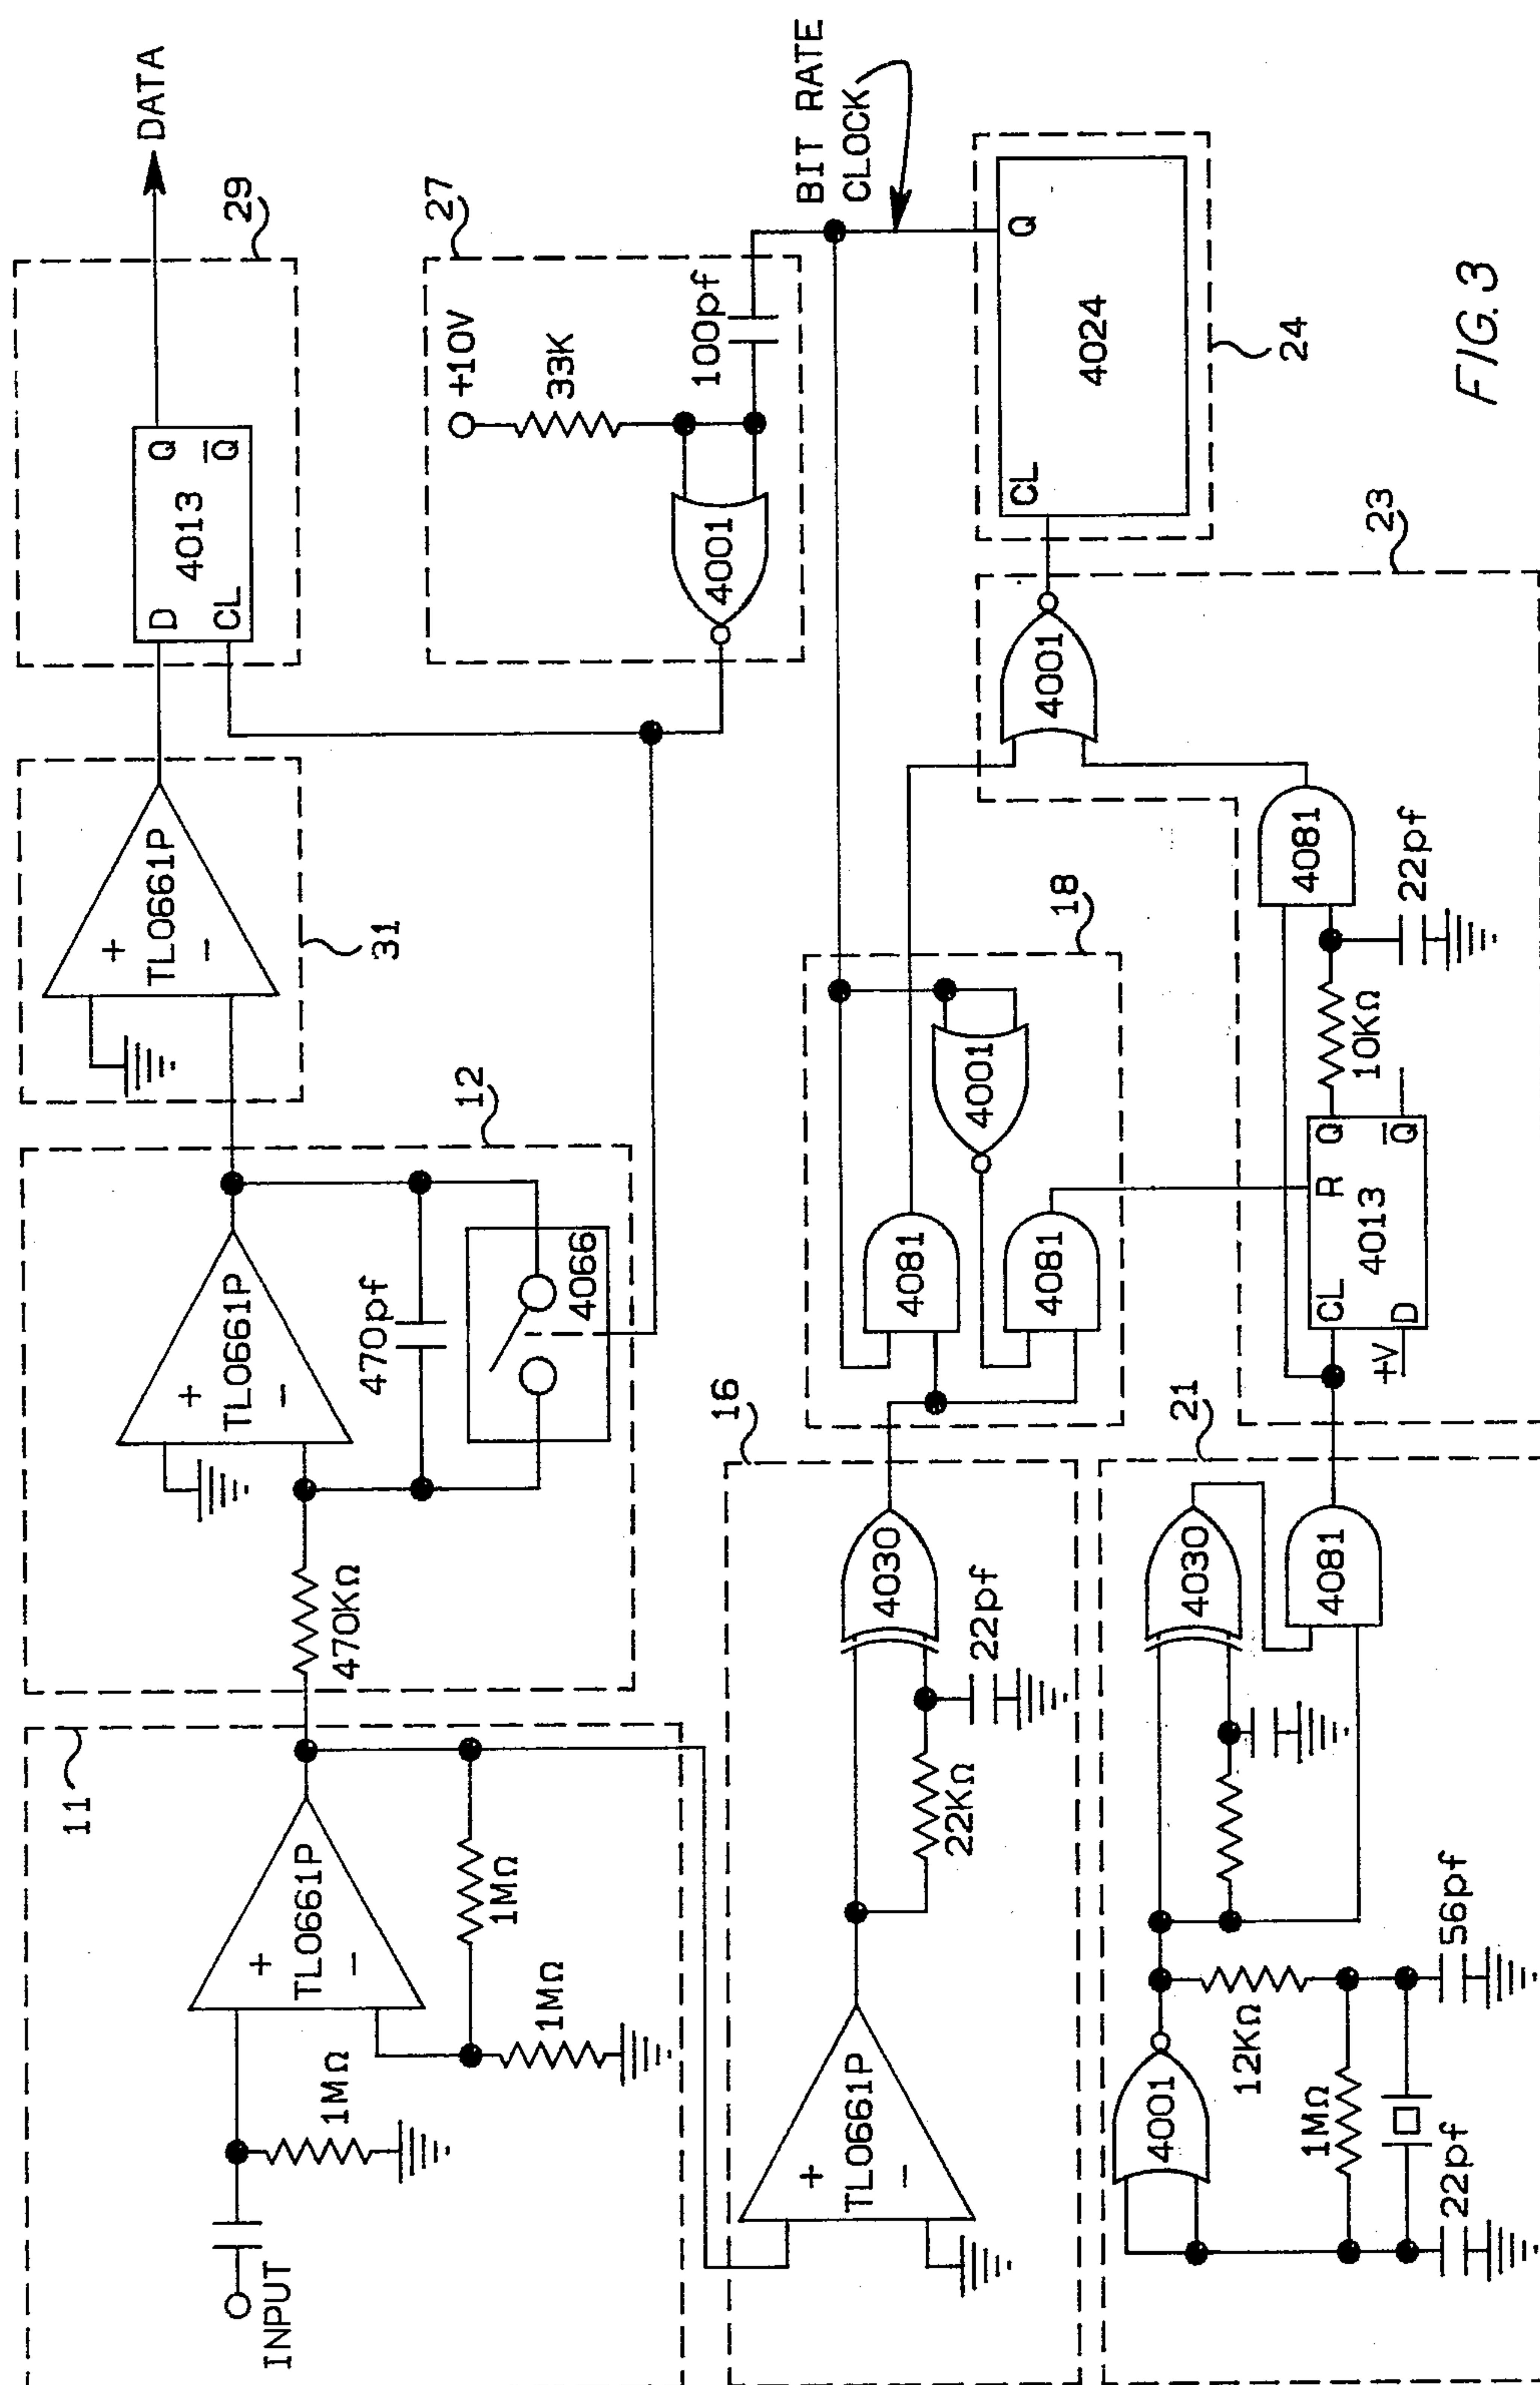 INPUT
1MΩ
+
−
TL0661P
1MΩ
1MΩ
11
470KΩ
+
−
TL0661P
470pf
4066
12
+
−
TL0661P
31
D
CL
4013
Q
Q̅
29
DATA
+10V
33K
100pf
4001
27
BIT RATE
CLOCK
+
−
TL0661P
22KΩ
22pf
4030
16
4081
4081
4001
18
4001
12KΩ
1MΩ
22pf
56pf
4030
4081
21
+V
CL
D
R
4013
Q
Q̅
10KΩ
22pf
4081
4001
23
CL
4024
Q
24
FIG. 3